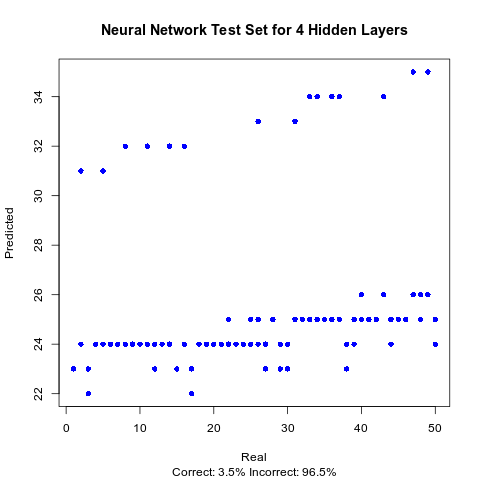 Neural Network Test Set for 4 Hidden Layers
Predicted
34
32
30
28
26
24
22
0 10 20 30 40 50
Real
Correct: 3.5% Incorrect: 96.5%